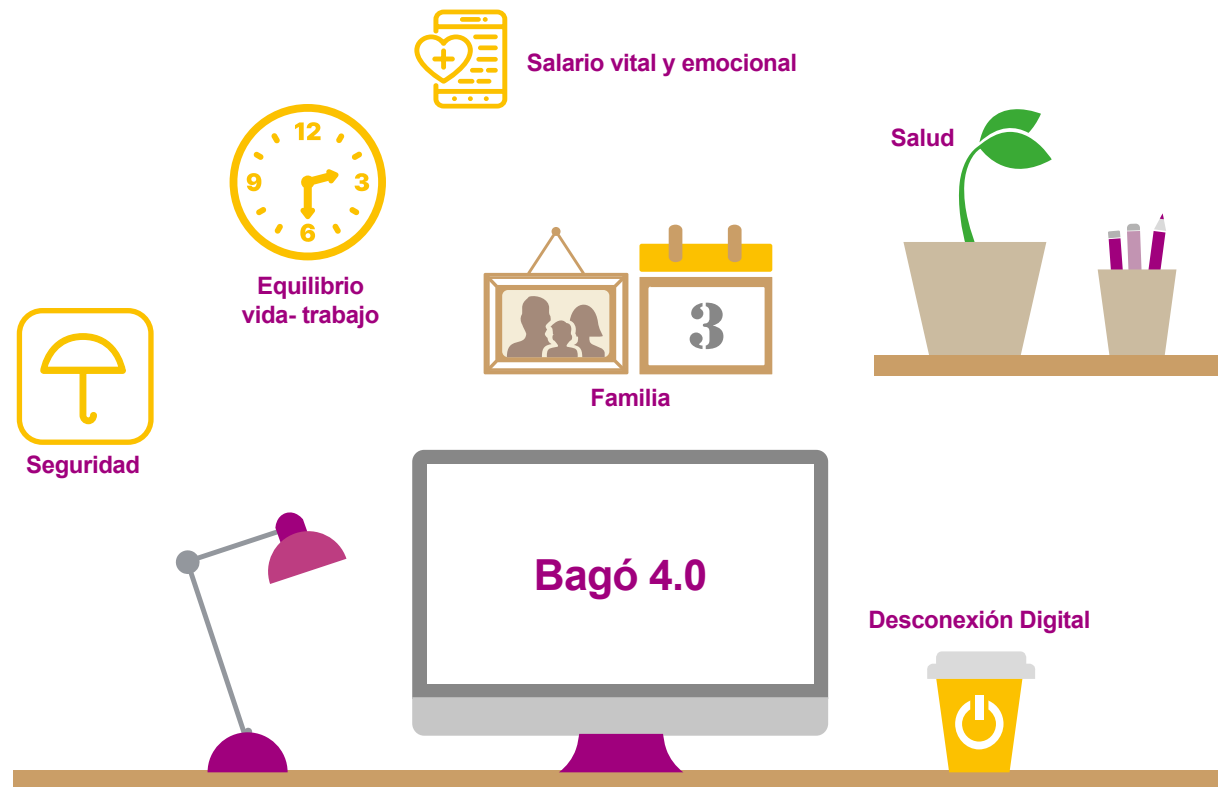 Salario vital y emocional
12
9
3
6
Equilibrio
vida- trabajo
Salud
3
Familia
Seguridad
Bagó 4.0
Desconexión Digital